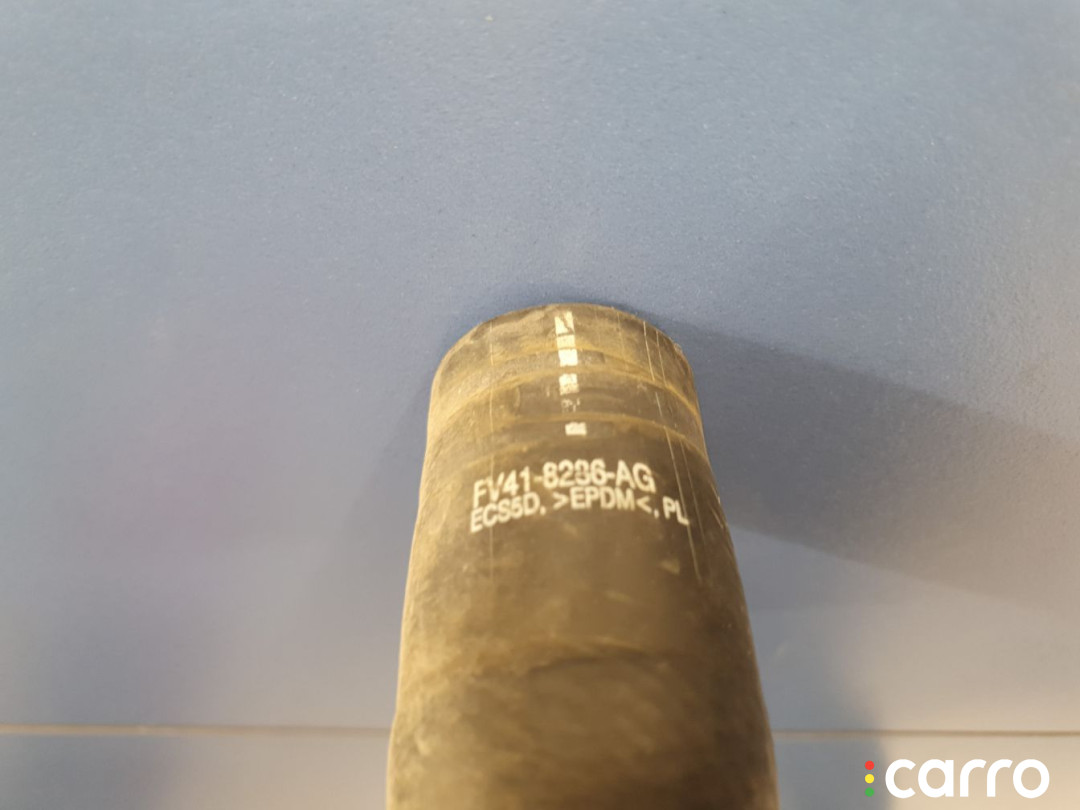 FV41-8286-AG
ECS5D, >EPDM<, PL
carro